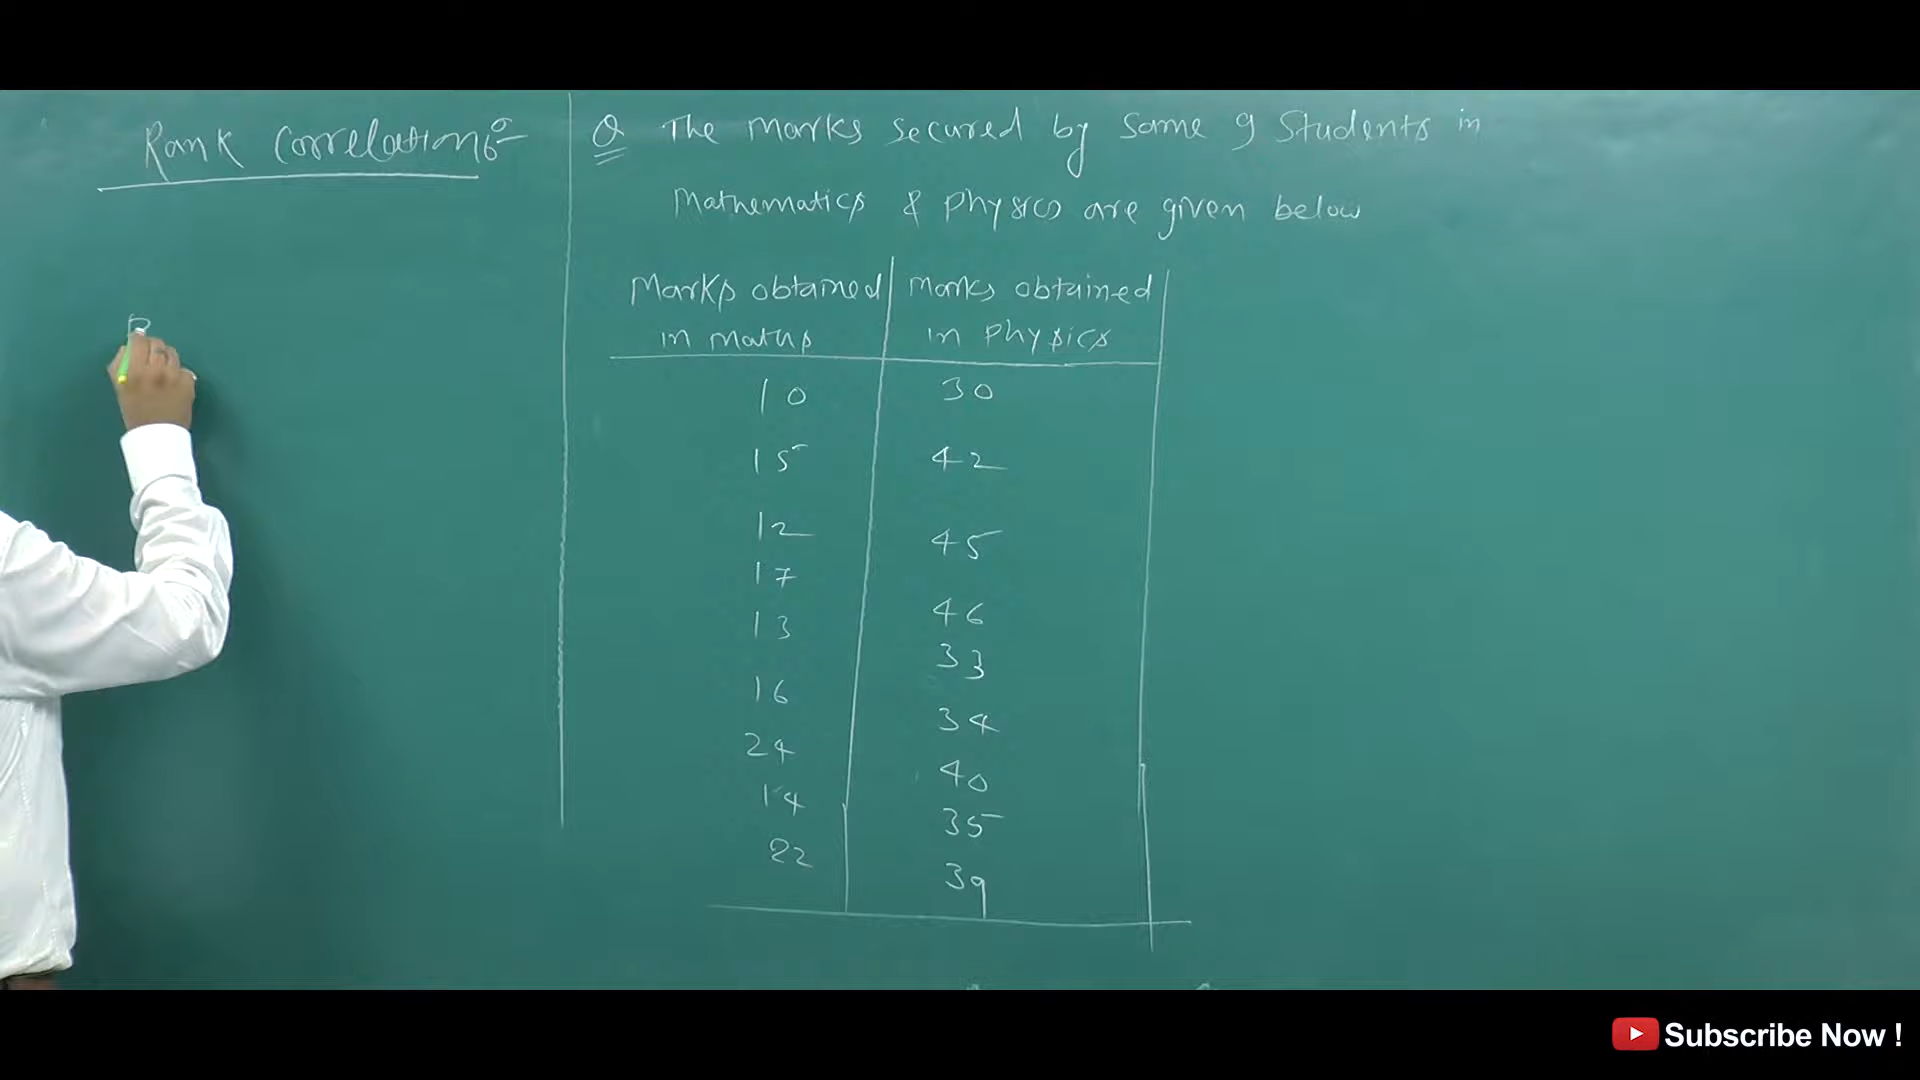 Rank Correlation :-
Q The marks secured by some 9 students in
Mathematics & physics are given below
Marks obtained in maths | marks obtained in physics
10 30
15 42
12 45
17 46
13 33
16 34
24 40
14 35
22 39
R
Subscribe Now !